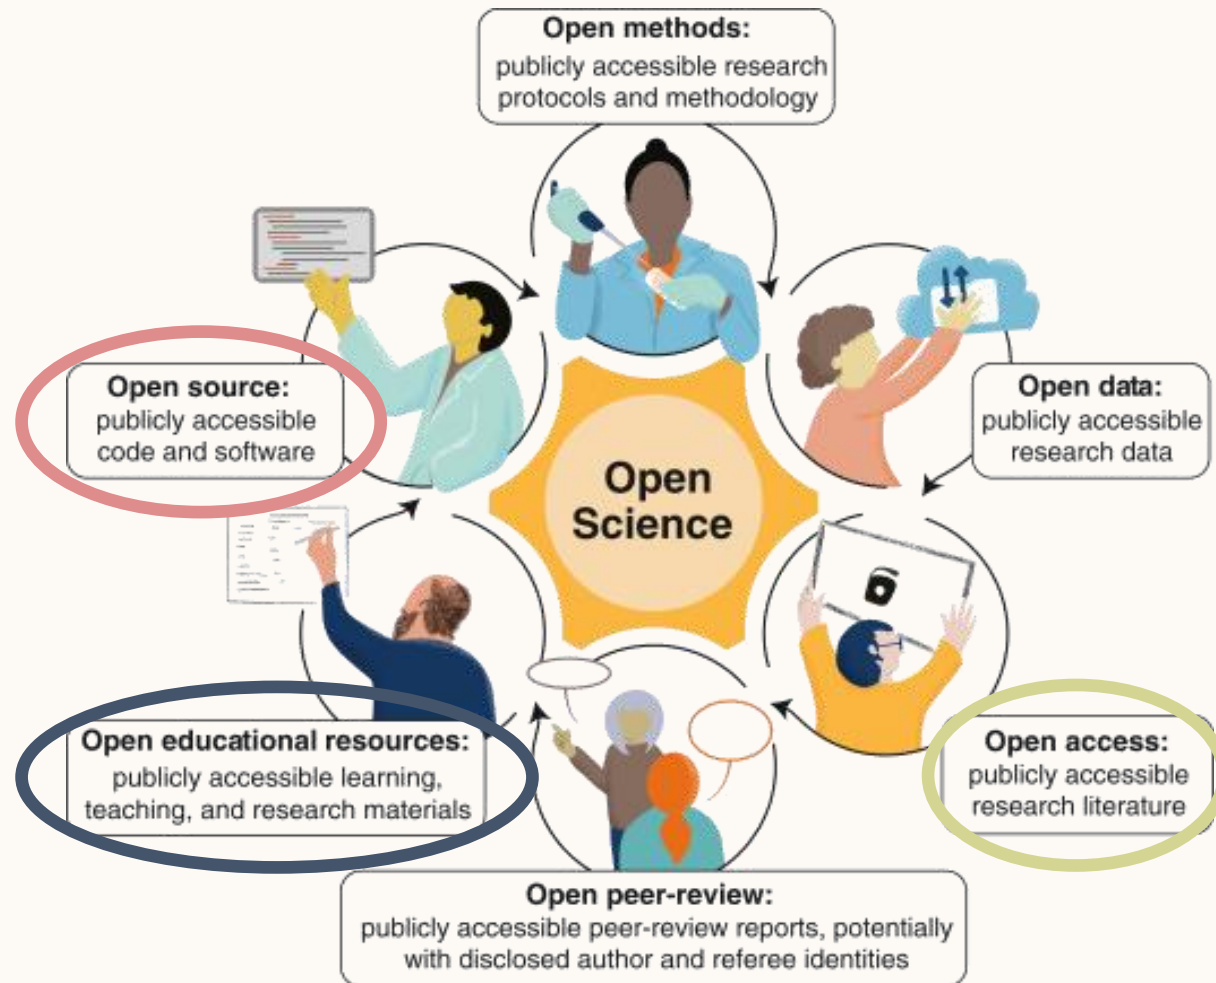 Open methods:
publicly accessible research
protocols and methodology
Open source:
publicly accessible
code and software
Open data:
publicly accessible
research data
Open
Science
Open educational resources:
publicly accessible learning,
teaching, and research materials
Open access:
publicly accessible
research literature
Open peer-review:
publicly accessible peer-review reports, potentially
with disclosed author and referee identities